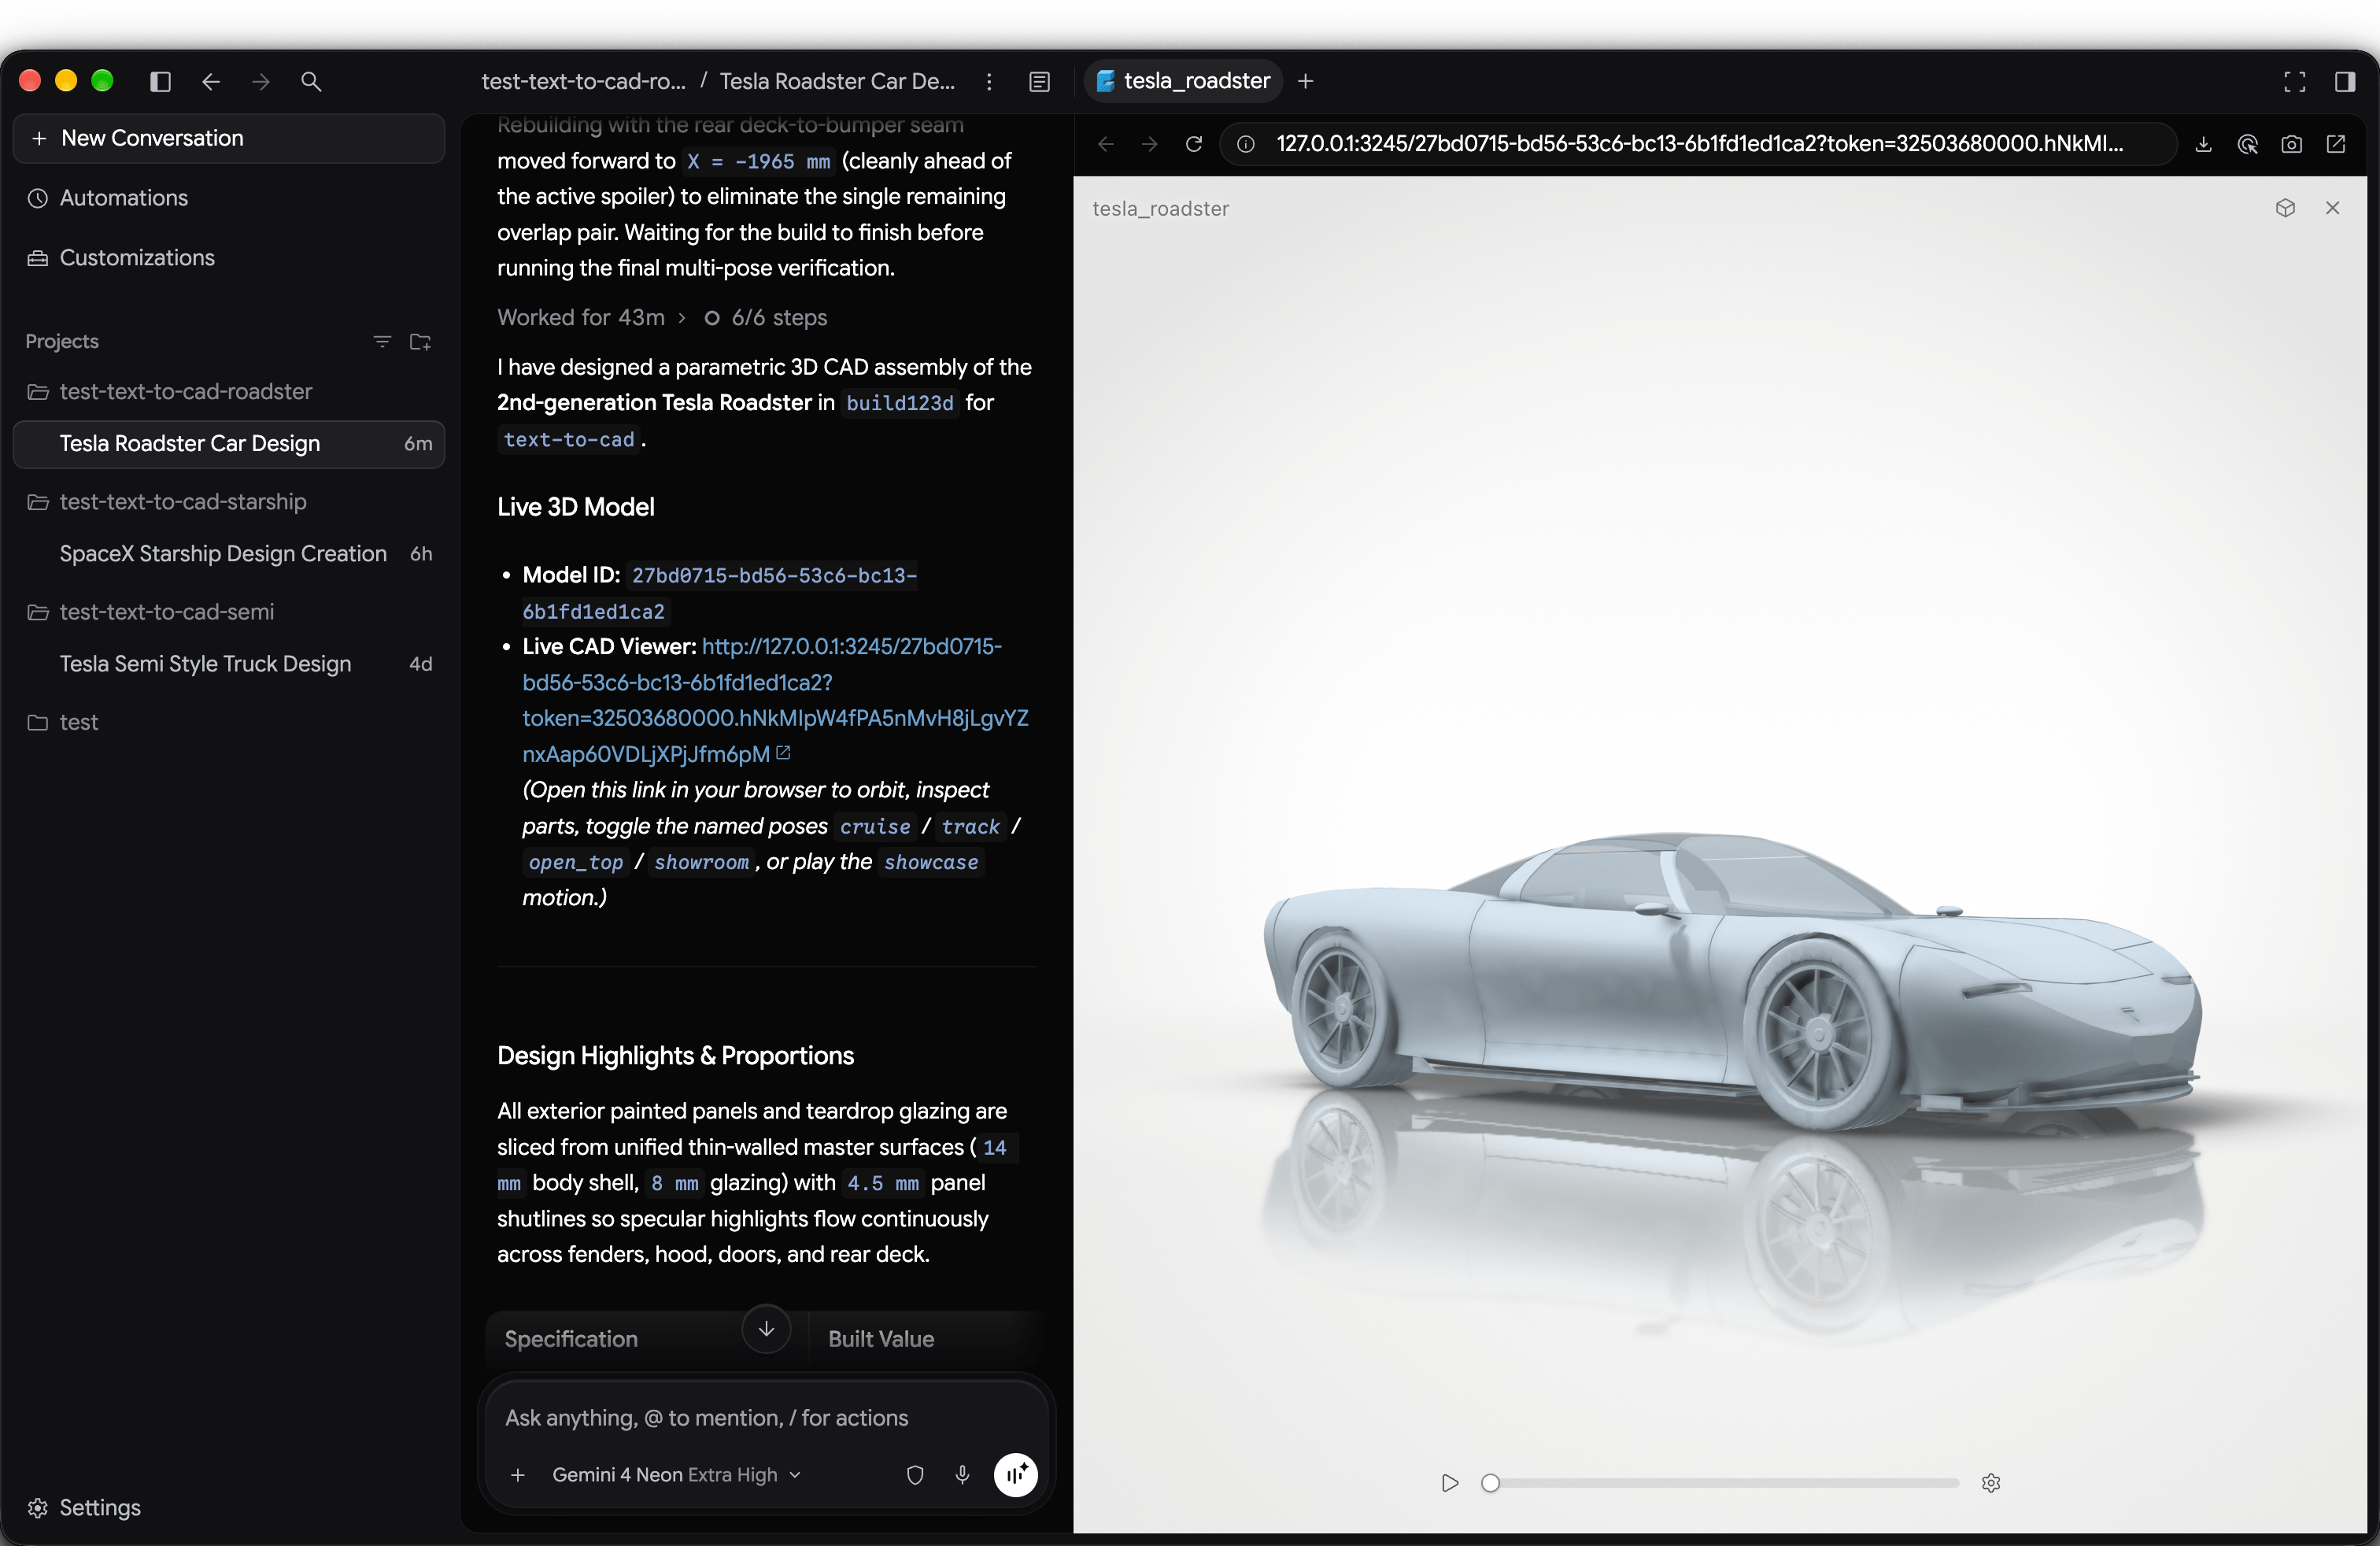 test-text-to-cad-ro... / Tesla Roadster Car De...
tesla_roadster
New Conversation
Automations
Customizations
Projects
test-text-to-cad-roadster
Tesla Roadster Car Design 6m
test-text-to-cad-starship
SpaceX Starship Design Creation 6h
test-text-to-cad-semi
Tesla Semi Style Truck Design 4d
test
Settings
Rebuilding with the rear deck-to-bumper seam
moved forward to X = -1965 mm (cleanly ahead of
the active spoiler) to eliminate the single remaining
overlap pair. Waiting for the build to finish before
running the final multi-pose verification.
Worked for 43m > 6/6 steps
I have designed a parametric 3D CAD assembly of the
2nd-generation Tesla Roadster in build123d for
text-to-cad.
Live 3D Model
• Model ID: 27bd0715-bd56-53c6-bc13-
6b1fd1ed1ca2
• Live CAD Viewer: http://127.0.0.1:3245/27bd0715-
bd56-53c6-bc13-6b1fd1ed1ca2?
token=32503680000.hNkMIpW4fPA5nMvH8jLgvYZ
nxAap60VDLjXPjJfm6pM
(Open this link in your browser to orbit, inspect
parts, toggle the named poses cruise / track /
open_top / showroom, or play the showcase
motion.)
Design Highlights & Proportions
All exterior painted panels and teardrop glazing are
sliced from unified thin-walled master surfaces ( 14
mm body shell, 8 mm glazing) with 4.5 mm panel
shutlines so specular highlights flow continuously
across fenders, hood, doors, and rear deck.
Specification Built Value
Ask anything, @ to mention, / for actions
Gemini 4 Neon Extra High
127.0.0.1:3245/27bd0715-bd56-53c6-bc13-6b1fd1ed1ca2?token=32503680000.hNkMI...
tesla_roadster